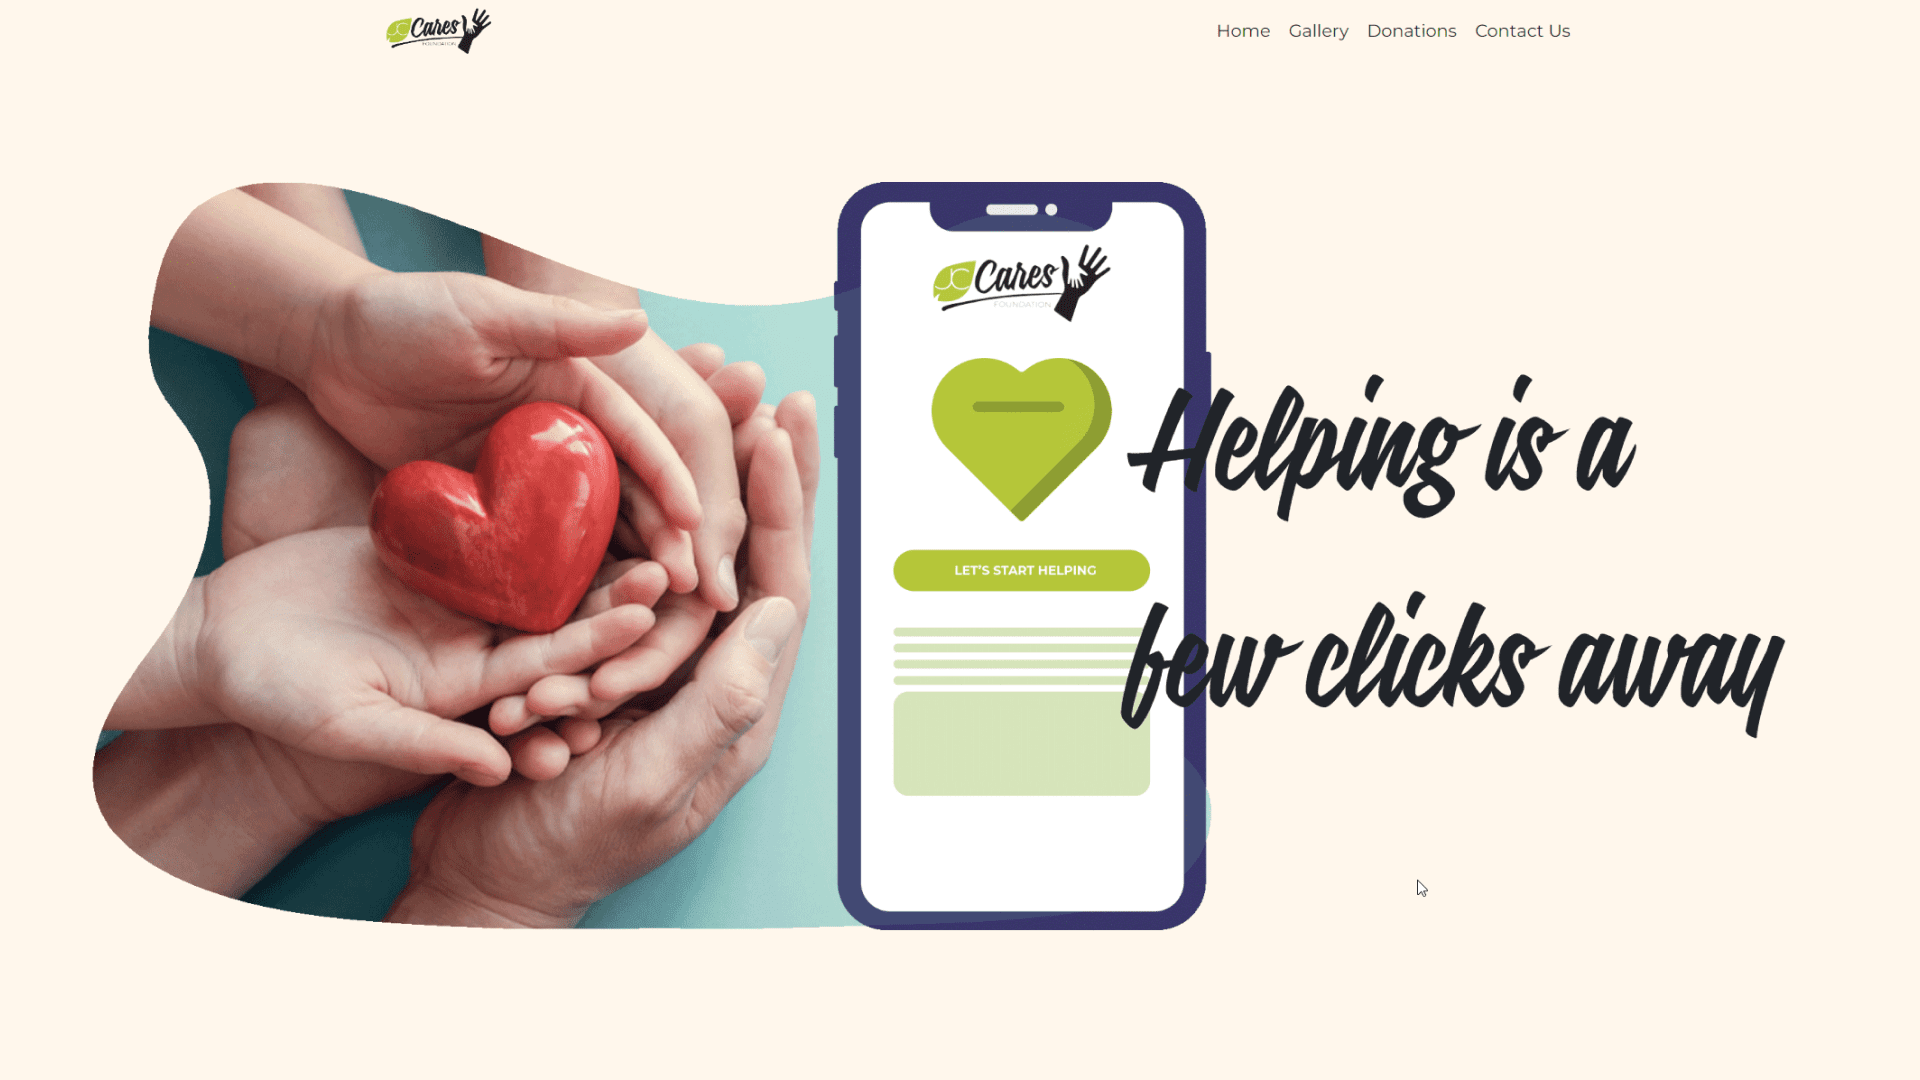 JC Cares
FOUNDATION
Home Gallery Donations Contact Us
JC Cares
FOUNDATION
LET'S START HELPING
Helping is a
few clicks away